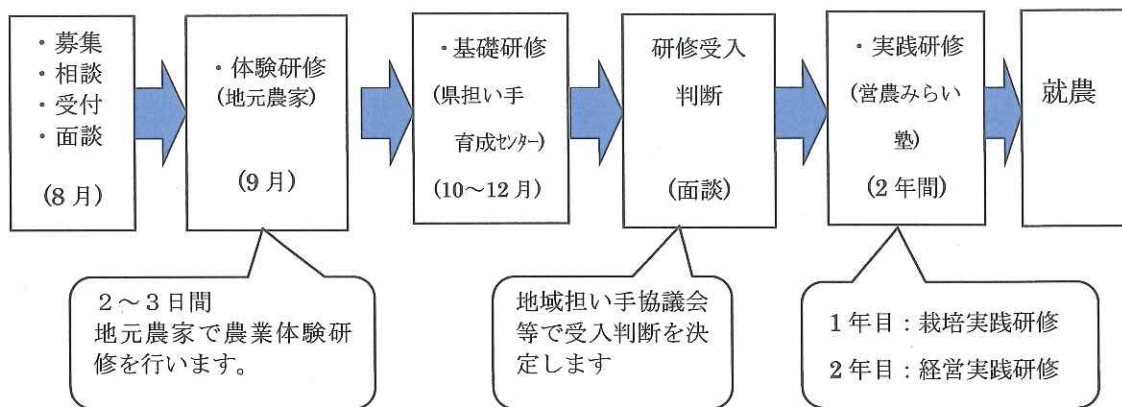 ・募集
・相談
・受付
・面談
(8月)
・体験研修
(地元農家)
(9月)
・基礎研修
(県担い手
育成ｾﾝﾀｰ)
(10～12月)
研修受入
判断
(面談)
・実践研修
(営農みらい
塾)
(2年間)
就農
２～３日間
地元農家で農業体験研
修を行います。
地域担い手協議会
等で受入判断を決
定します
1年目：栽培実践研修
2年目：経営実践研修